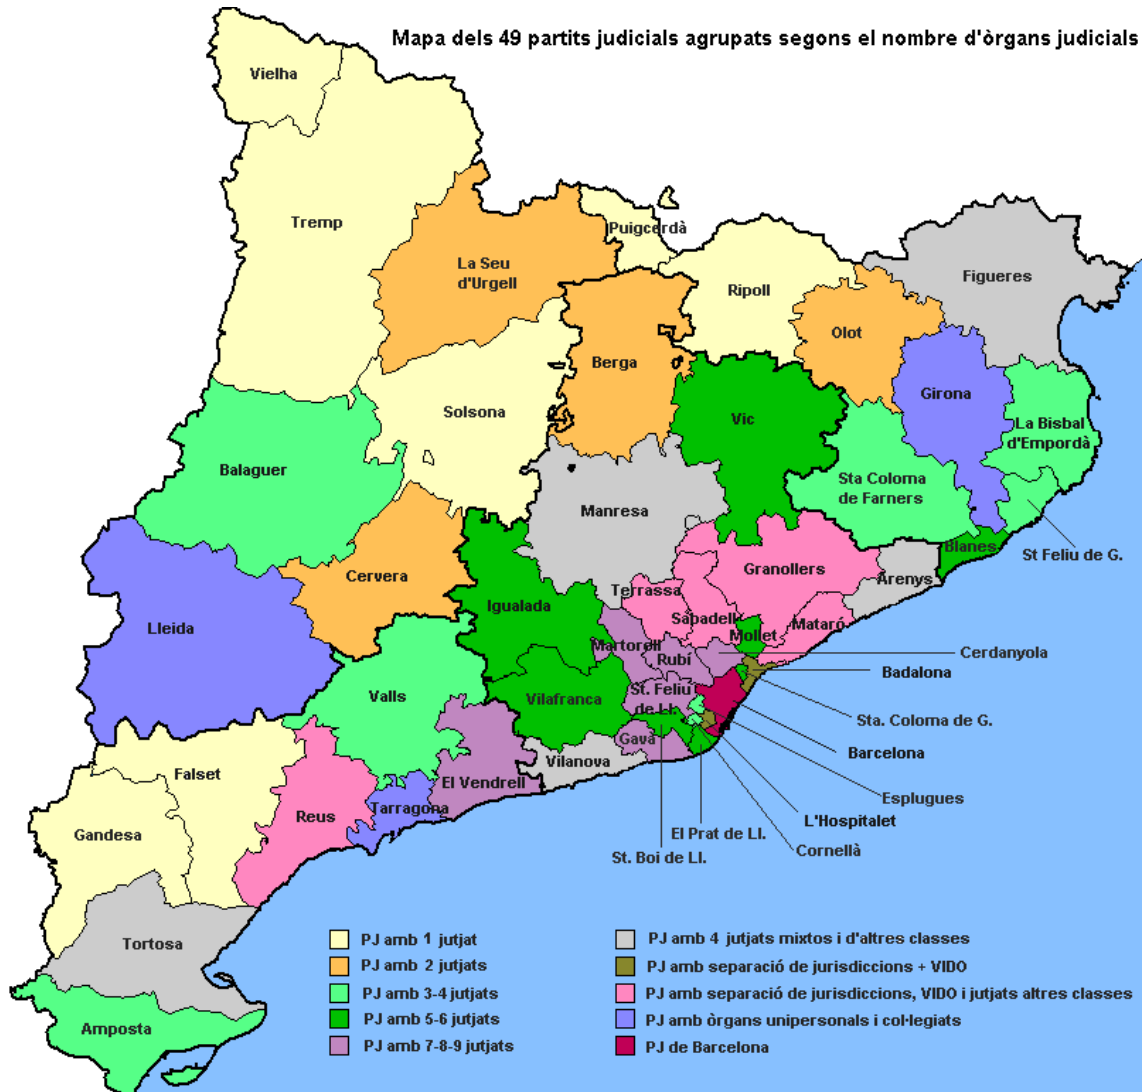 Mapa dels 49 partits judicials agrupats segons el nombre d'òrgans judicials
Vielha
Tremp
Puigcerdà
La Seu
d'Urgell
Ripoll
Figueres
Olot
Berga
Girona
Solsona
Vic
La Bisbal
d'Empordà
Balaguer
Sta Coloma
de Farners
Manresa
St Feliu de G.
Blanes
Cervera
Granollers
Arenys
Terrassa
Igualada
Sabadell
Mataró
Lleida
Mollet
Martorell
Rubí
Cerdanyola
Badalona
Valls
Vilafranca
St. Feliu
de Ll.
Sta. Coloma de G.
Gavà
Barcelona
Vilanova
Falset
El Vendrell
Esplugues
Tarragona
Reus
L'Hospitalet
Gandesa
El Prat de Ll.
Cornellà
St. Boi de Ll.
Tortosa
Amposta
PJ amb 1 jutjat
PJ amb 2 jutjats
PJ amb 3-4 jutjats
PJ amb 5-6 jutjats
PJ amb 7-8-9 jutjats
PJ amb 4 jutjats mixtos i d'altres classes
PJ amb separació de jurisdiccions + VIDO
PJ amb separació de jurisdiccions, VIDO i jutjats altres classes
PJ amb òrgans unipersonals i col·legiats
PJ de Barcelona